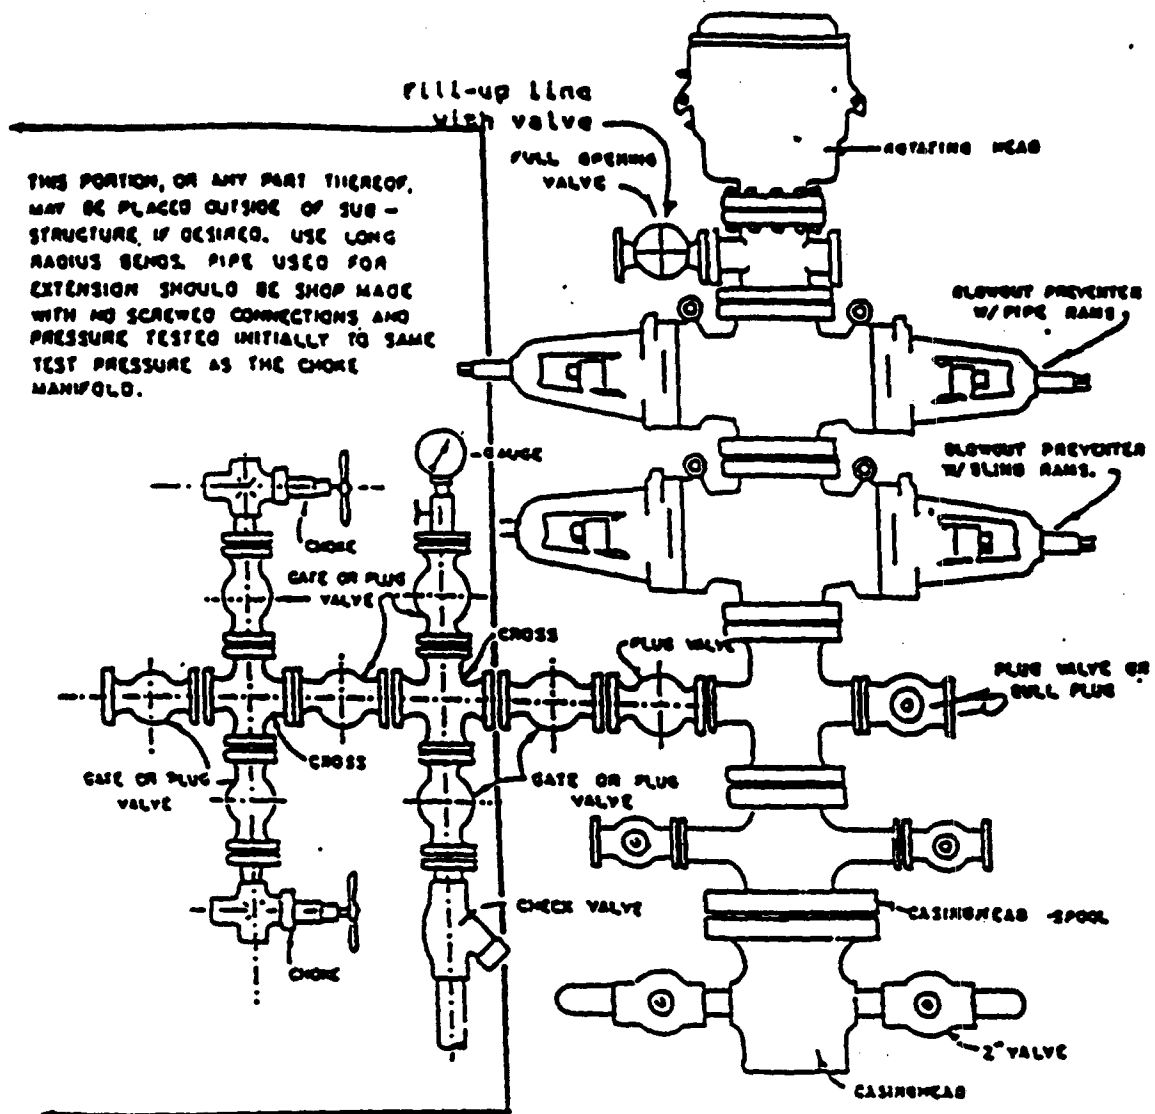 Fill-up line
with valve
FULL OPENING
VALVE
ROTATING HEAD
THIS PORTION, OR ANY PART THEREOF,
MAY BE PLACED OUTSIDE OF SUB-
STRUCTURE, IF DESIRED. USE LONG
RADIUS BENDS. PIPE USED FOR
EXTENSION SHOULD BE SHOP MADE
WITH NO SCREWED CONNECTIONS AND
PRESSURE TESTED INITIALLY TO SAME
TEST PRESSURE AS THE CHOKE
MANIFOLD.
BLOWOUT PREVENTER
W/ PIPE RAMS.
GAUGE
BLOWOUT PREVENTER
W/ BLIND RAMS.
CHOKE
GATE OR PLUG
VALVE
CROSS
PLUG VALVE
PLUG VALVE OR
BULL PLUG
CROSS
GATE OR PLUG
VALVE
GATE OR PLUG
VALVE
CHECK VALVE
CASINGHEAD SPOOL
CHOKE
2" VALVE
CASINGHEAD